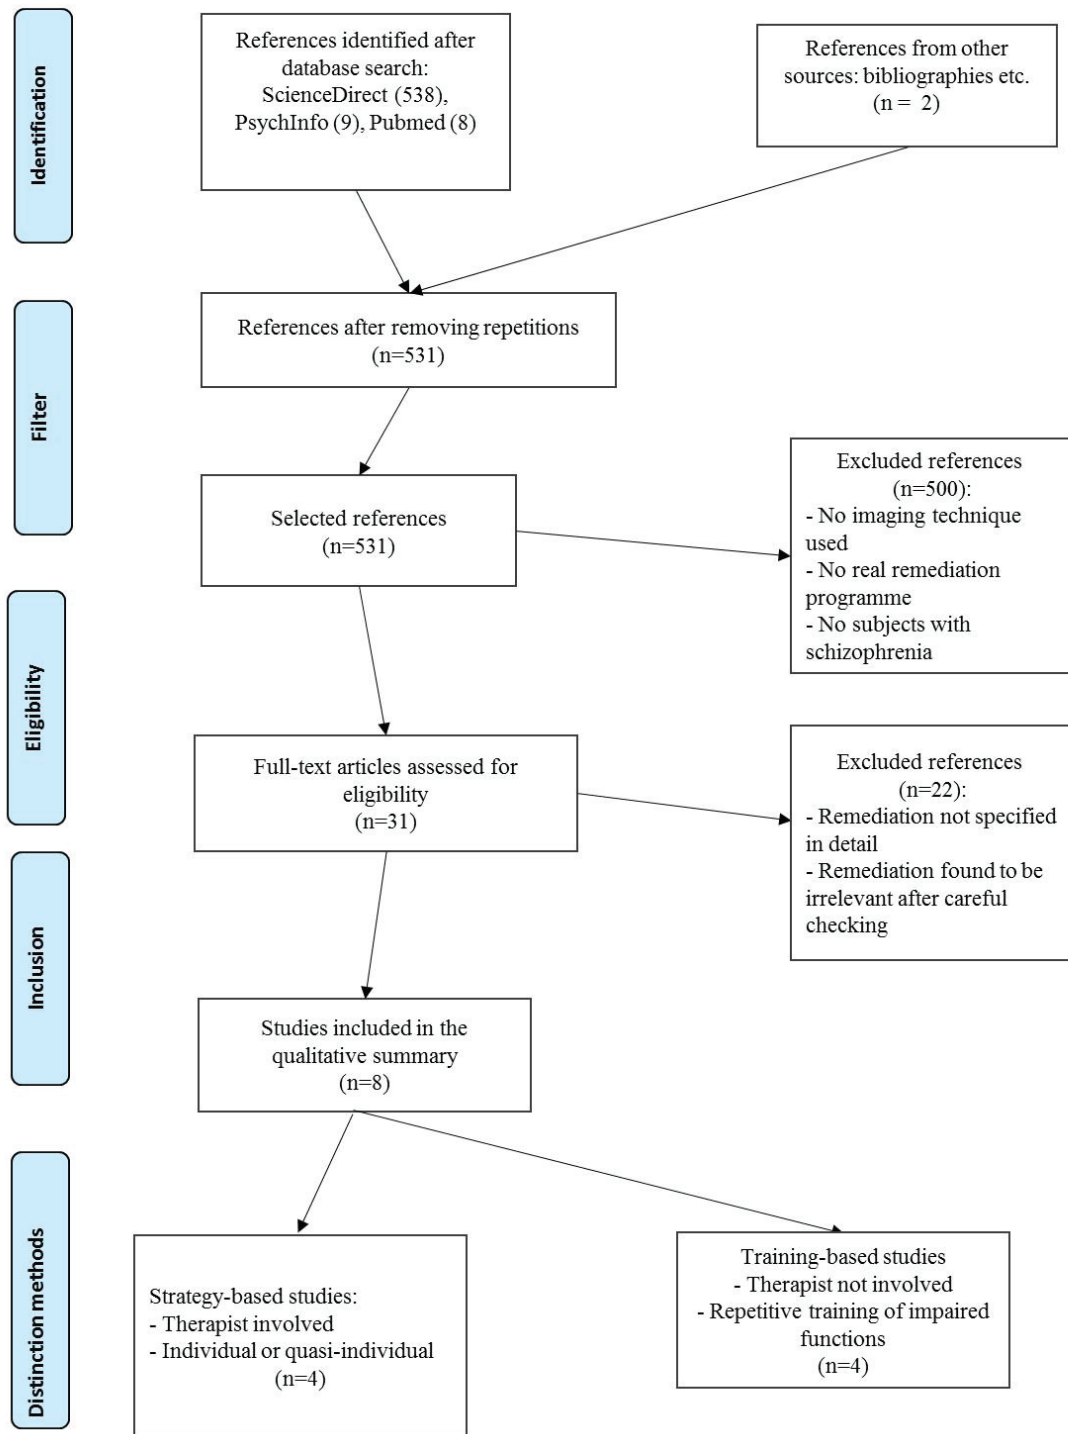 Identification
References identified after
database search:
ScienceDirect (538),
PsychInfo (9), Pubmed (8)
References from other
sources: bibliographies etc.
(n = 2)
Filter
References after removing repetitions
(n=531)
Selected references
(n=531)
Excluded references
(n=500):
- No imaging technique
used
- No real remediation
programme
- No subjects with
schizophrenia
Eligibility
Full-text articles assessed for
eligibility
(n=31)
Excluded references
(n=22):
- Remediation not specified
in detail
- Remediation found to be
irrelevant after careful
checking
Inclusion
Studies included in the
qualitative summary
(n=8)
Distinction methods
Strategy-based studies:
- Therapist involved
- Individual or quasi-individual
(n=4)
Training-based studies
- Therapist not involved
- Repetitive training of impaired
functions
(n=4)